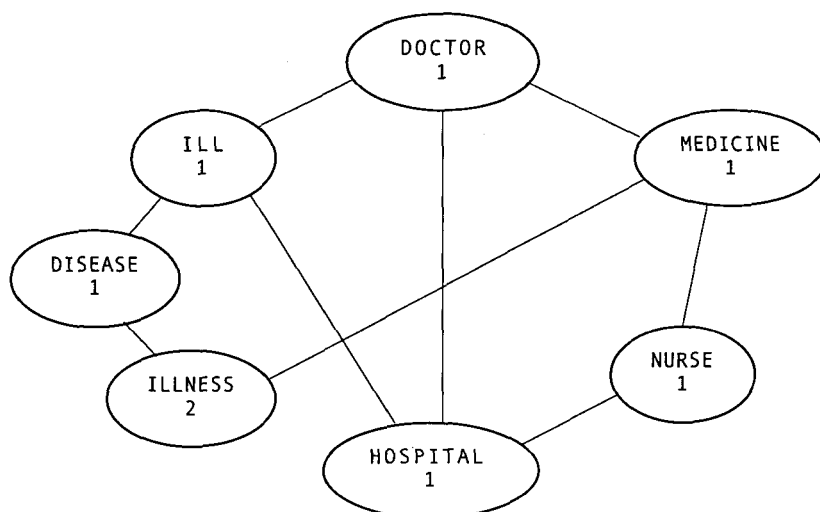 DOCTOR
1
ILL
1
MEDICINE
1
DISEASE
1
ILLNESS
2
NURSE
1
HOSPITAL
1